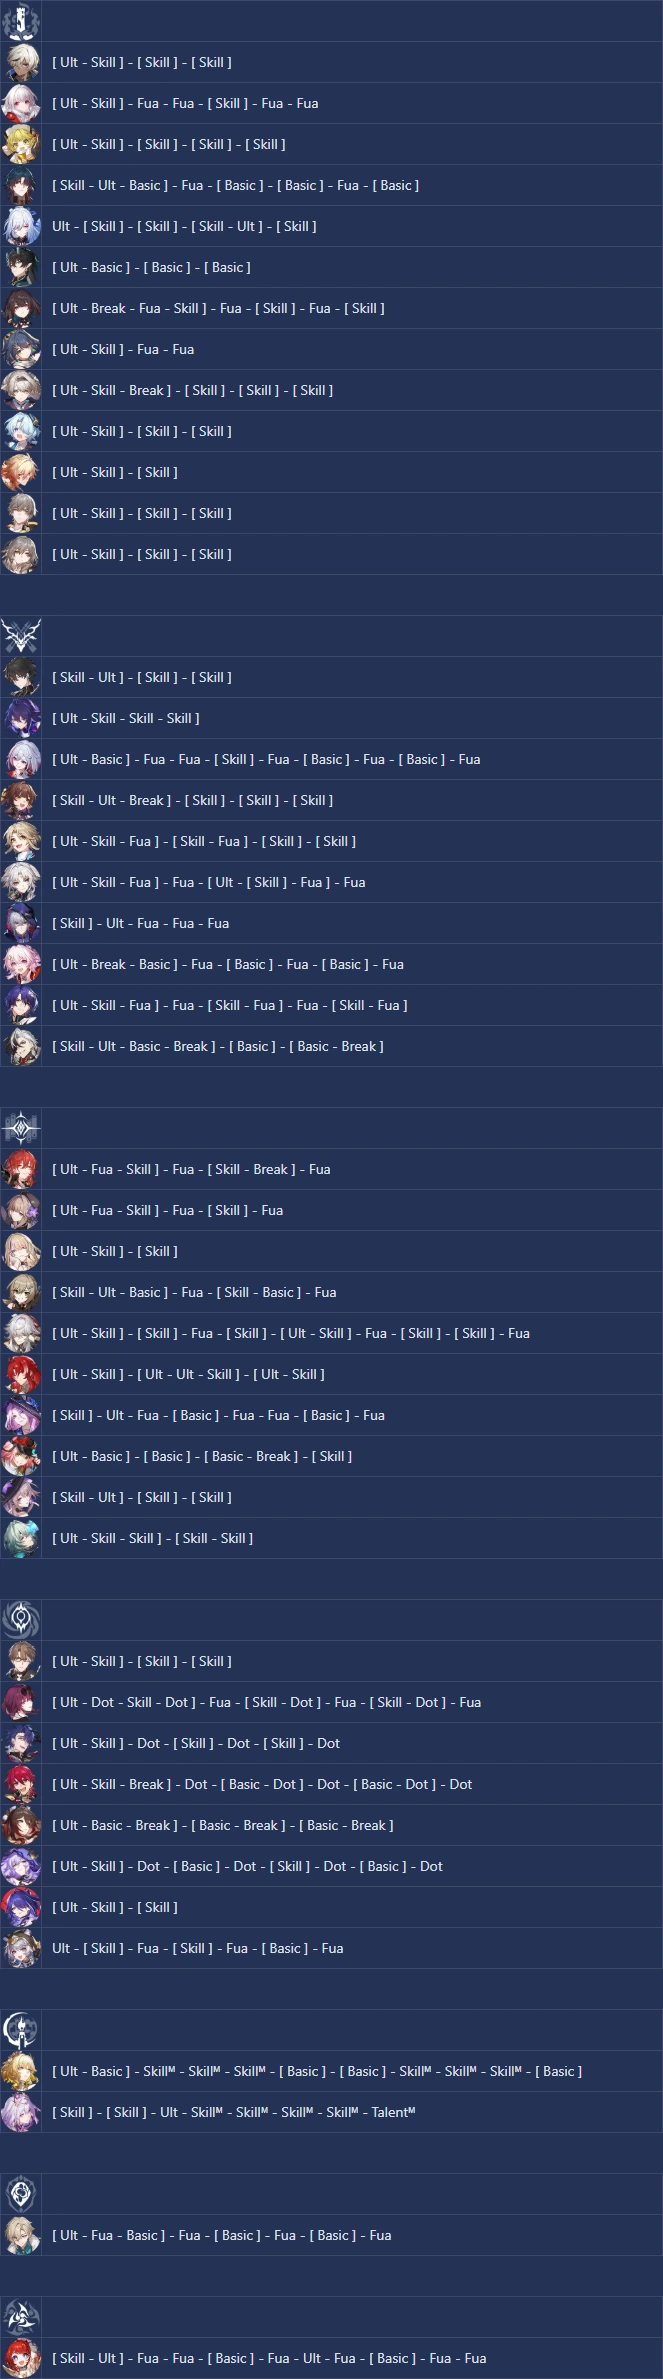 [ Ult - Skill ] - [ Skill ] - [ Skill ]
[ Ult - Skill ] - Fua - Fua - [ Skill ] - Fua - Fua
[ Ult - Skill ] - [ Skill ] - [ Skill ] - [ Skill ]
[ Skill - Ult - Basic ] - Fua - [ Basic ] - [ Basic ] - Fua - [ Basic ]
Ult - [ Skill ] - [ Skill ] - [ Skill - Ult ] - [ Skill ]
[ Ult - Basic ] - [ Basic ] - [ Basic ]
[ Ult - Break - Fua - Skill ] - Fua - [ Skill ] - Fua - [ Skill ]
[ Ult - Skill ] - Fua - Fua
[ Ult - Skill - Break ] - [ Skill ] - [ Skill ] - [ Skill ]
[ Ult - Skill ] - [ Skill ] - [ Skill ]
[ Ult - Skill ] - [ Skill ]
[ Ult - Skill ] - [ Skill ] - [ Skill ]
[ Ult - Skill ] - [ Skill ] - [ Skill ]
[ Skill - Ult ] - [ Skill ] - [ Skill ]
[ Ult - Skill - Skill - Skill ]
[ Ult - Basic ] - Fua - Fua - [ Skill ] - Fua - [ Basic ] - Fua - [ Basic ] - Fua
[ Skill - Ult - Break ] - [ Skill ] - [ Skill ] - [ Skill ]
[ Ult - Skill - Fua ] - [ Skill - Fua ] - [ Skill ] - [ Skill ]
[ Ult - Skill - Fua ] - Fua - [ Ult - [ Skill ] - Fua ] - Fua
[ Skill ] - Ult - Fua - Fua - Fua
[ Ult - Break - Basic ] - Fua - [ Basic ] - Fua - [ Basic ] - Fua
[ Ult - Skill - Fua ] - Fua - [ Skill - Fua ] - Fua - [ Skill - Fua ]
[ Skill - Ult - Basic - Break ] - [ Basic ] - [ Basic - Break ]
[ Ult - Fua - Skill ] - Fua - [ Skill - Break ] - Fua
[ Ult - Fua - Skill ] - Fua - [ Skill ] - Fua
[ Ult - Skill ] - [ Skill ]
[ Skill - Ult - Basic ] - Fua - [ Skill - Basic ] - Fua
[ Ult - Skill ] - [ Skill ] - Fua - [ Skill ] - [ Ult - Skill ] - Fua - [ Skill ] - [ Skill ] - Fua
[ Ult - Skill ] - [ Ult - Ult - Skill ] - [ Ult - Skill ]
[ Skill ] - Ult - Fua - [ Basic ] - Fua - Fua - [ Basic ] - Fua
[ Ult - Basic ] - [ Basic ] - [ Basic - Break ] - [ Skill ]
[ Skill - Ult ] - [ Skill ] - [ Skill ]
[ Ult - Skill - Skill ] - [ Skill - Skill ]
[ Ult - Skill ] - [ Skill ] - [ Skill ]
[ Ult - Dot - Skill - Dot ] - Fua - [ Skill - Dot ] - Fua - [ Skill - Dot ] - Fua
[ Ult - Skill ] - Dot - [ Skill ] - Dot - [ Skill ] - Dot
[ Ult - Skill - Break ] - Dot - [ Basic - Dot ] - Dot - [ Basic - Dot ] - Dot
[ Ult - Basic - Break ] - [ Basic - Break ] - [ Basic - Break ]
[ Ult - Skill ] - Dot - [ Basic ] - Dot - [ Skill ] - Dot - [ Basic ] - Dot
[ Ult - Skill ] - [ Skill ]
Ult - [ Skill ] - Fua - [ Skill ] - Fua - [ Basic ] - Fua
[ Ult - Basic ] - Skillᴹ - Skillᴹ - Skillᴹ - [ Basic ] - [ Basic ] - Skillᴹ - Skillᴹ - Skillᴹ - [ Basic ]
[ Skill ] - [ Skill ] - Ult - Skillᴹ - Skillᴹ - Skillᴹ - Skillᴹ - Talentᴹ
[ Ult - Fua - Basic ] - Fua - [ Basic ] - Fua - [ Basic ] - Fua
[ Skill - Ult ] - Fua - Fua - [ Basic ] - Fua - Ult - Fua - [ Basic ] - Fua - Fua